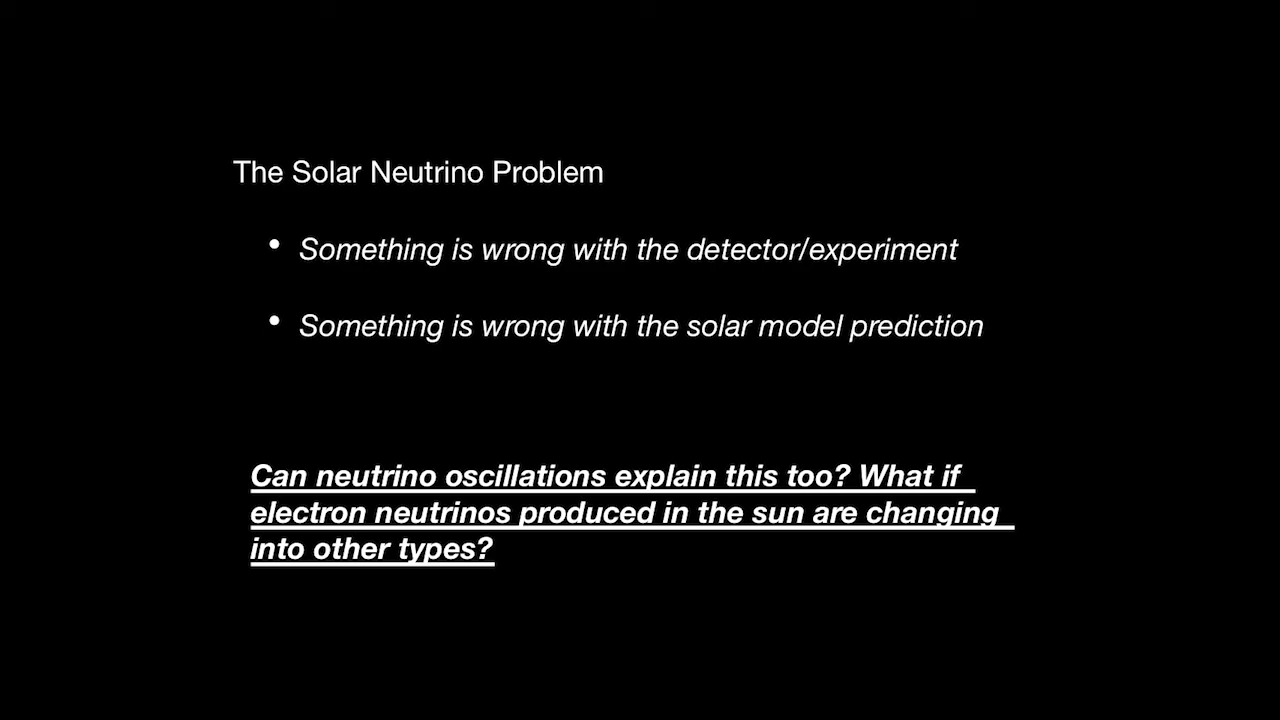 The Solar Neutrino Problem
• Something is wrong with the detector/experiment
• Something is wrong with the solar model prediction
Can neutrino oscillations explain this too? What if
electron neutrinos produced in the sun are changing
into other types?